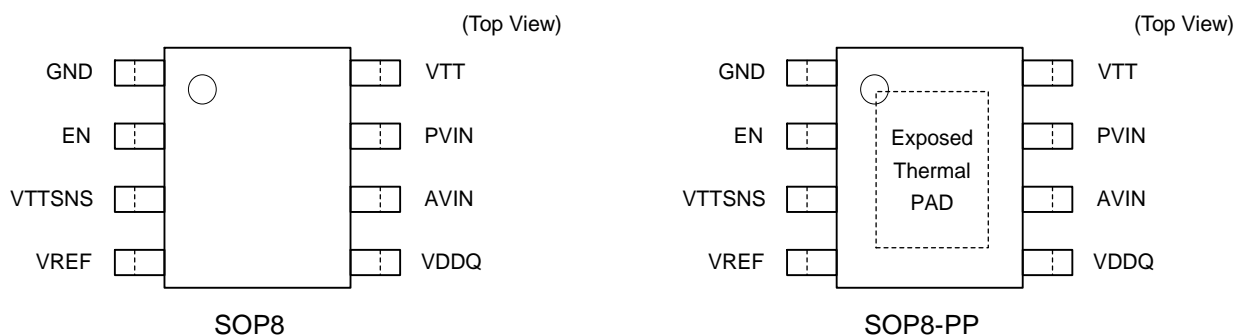 (Top View)
GND VTT
EN PVIN
VTTSNS AVIN
VREF VDDQ
SOP8
(Top View)
GND VTT
EN PVIN
VTTSNS AVIN
VREF VDDQ
Exposed
Thermal
PAD
SOP8-PP